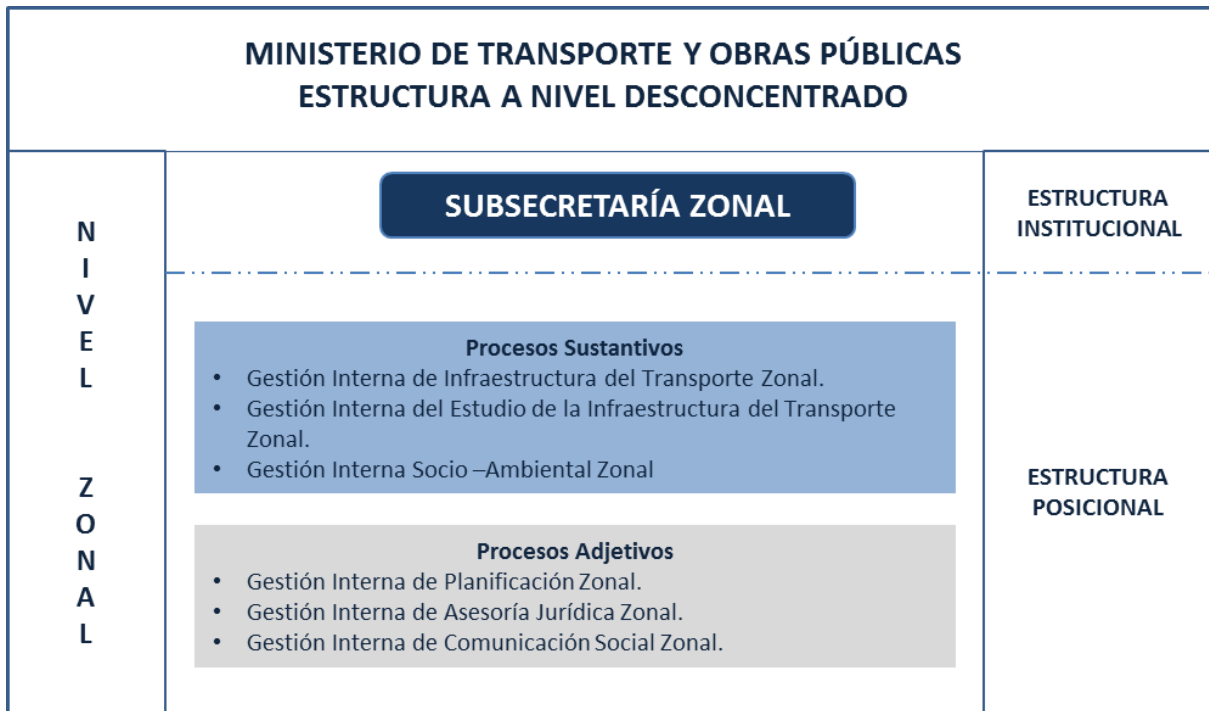 MINISTERIO DE TRANSPORTE Y OBRAS PÚBLICAS
ESTRUCTURA A NIVEL DESCONCENTRADO
NIVEL ZONAL
SUBSECRETARÍA ZONAL
ESTRUCTURA
INSTITUCIONAL
Procesos Sustantivos
• Gestión Interna de Infraestructura del Transporte Zonal.
• Gestión Interna del Estudio de la Infraestructura del Transporte
Zonal.
• Gestión Interna Socio –Ambiental Zonal
ESTRUCTURA
POSICIONAL
Procesos Adjetivos
• Gestión Interna de Planificación Zonal.
• Gestión Interna de Asesoría Jurídica Zonal.
• Gestión Interna de Comunicación Social Zonal.